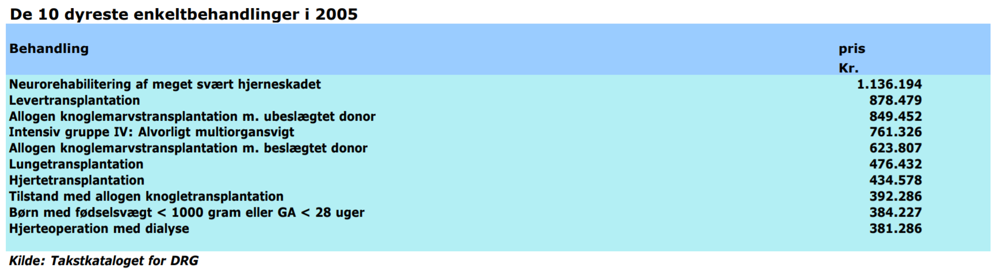 De 10 dyreste enkeltbehandlinger i 2005
Behandling pris
Kr.
Neurorehabilitering af meget svært hjerneskadet 1.136.194
Levertransplantation 878.479
Allogen knoglemarvstransplantation m. ubeslægtet donor 849.452
Intensiv gruppe IV: Alvorligt multiorgansvigt 761.326
Allogen knoglemarvstransplantation m. beslægtet donor 623.807
Lungetransplantation 476.432
Hjertetransplantation 434.578
Tilstand med allogen knogletransplantation 392.286
Børn med fødselsvægt < 1000 gram eller GA < 28 uger 384.227
Hjerteoperation med dialyse 381.286
Kilde: Takstkataloget for DRG